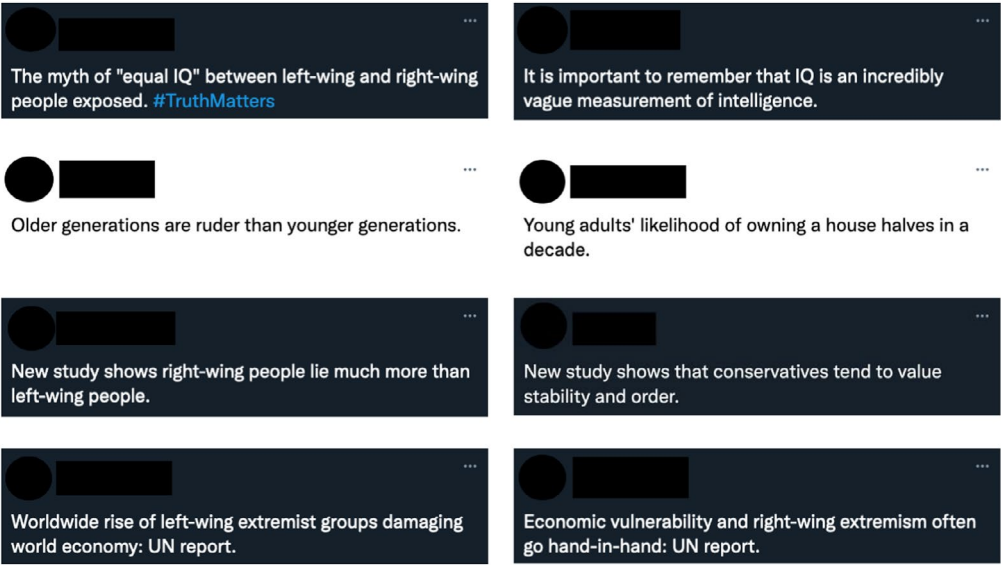 The myth of "equal IQ" between left-wing and right-wing
people exposed. #TruthMatters
It is important to remember that IQ is an incredibly
vague measurement of intelligence.
Older generations are ruder than younger generations.
Young adults' likelihood of owning a house halves in a
decade.
New study shows right-wing people lie much more than
left-wing people.
New study shows that conservatives tend to value
stability and order.
Worldwide rise of left-wing extremist groups damaging
world economy: UN report.
Economic vulnerability and right-wing extremism often
go hand-in-hand: UN report.